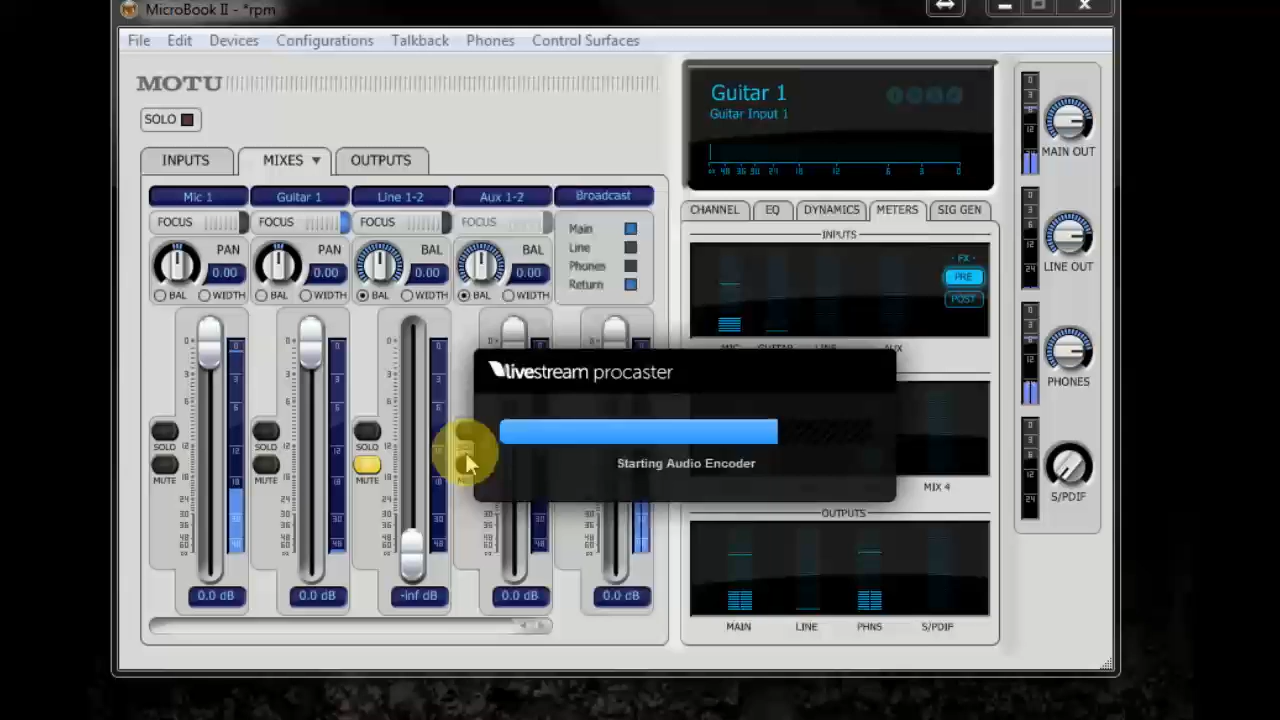 MicroBook II - *rpm
File Edit Devices Configurations Talkback Phones Control Surfaces
MOTU
SOLO
INPUTS MIXES OUTPUTS
Mic 1 Guitar 1 Line 1-2 Aux 1-2 Broadcast
FOCUS FOCUS FOCUS FOCUS
PAN PAN BAL BAL
0.00 0.00 0.00 0.00
BAL WIDTH BAL WIDTH BAL WIDTH BAL WIDTH
Main
Line
Phones
Return
SOLO SOLO SOLO
MUTE MUTE MUTE
0.0 dB 0.0 dB -inf dB 0.0 dB 0.0 dB
Guitar 1
Guitar Input 1
CHANNEL EQ DYNAMICS METERS SIG GEN
INPUTS
FX
PRE
POST
AUX
livestream procaster
Starting Audio Encoder
MIX 4
OUTPUTS
MAIN LINE PHNS S/PDIF
MAIN OUT
LINE OUT
PHONES
S/PDIF